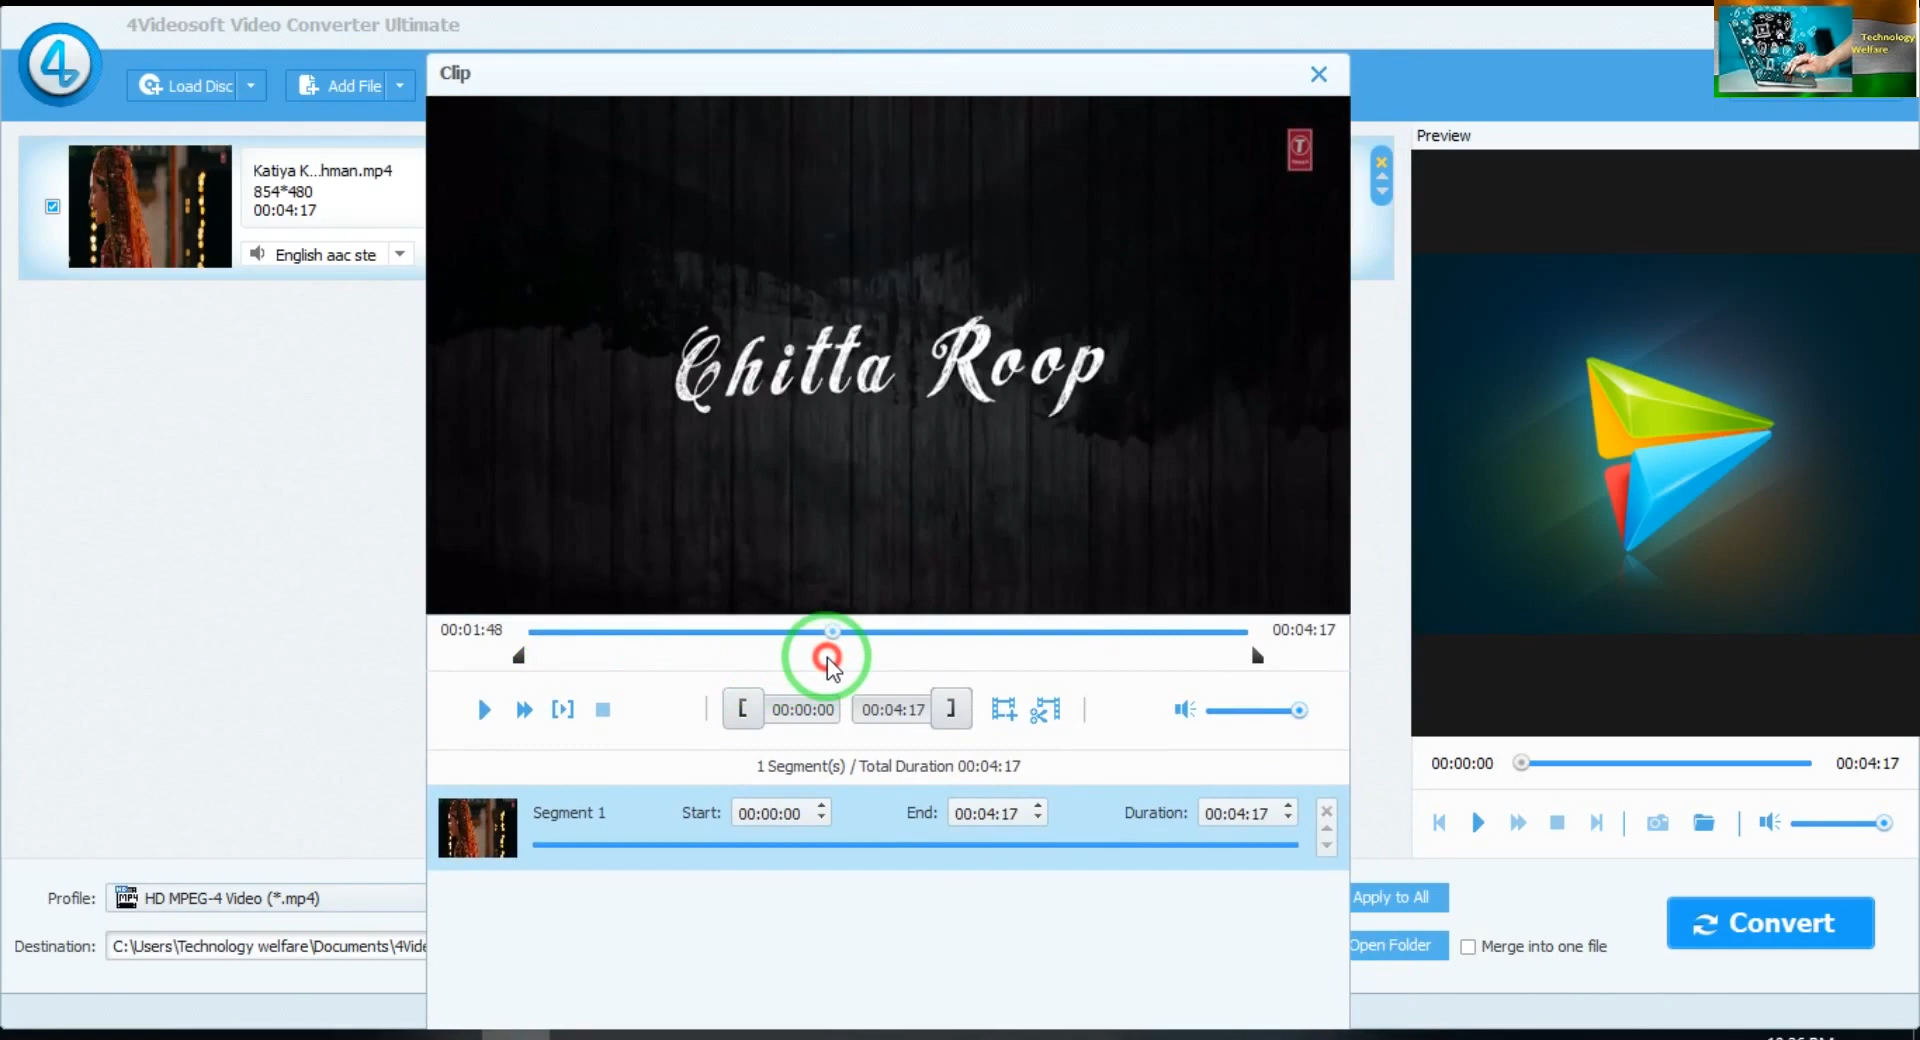 4Videosoft Video Converter Ultimate
Load Disc
Add File
Clip
Technology
Welfare
Preview
Katiya K...hman.mp4
854*480
00:04:17
English aac ste
T
Chitta Roop
00:01:48
00:04:17
[
00:00:00
00:04:17
]
1 Segment(s) / Total Duration 00:04:17
Segment 1
Start: 00:00:00
End: 00:04:17
Duration: 00:04:17
00:00:00
00:04:17
Profile:
HD MPEG-4 Video (*.mp4)
Apply to All
Convert
Destination:
C:\Users\Technology welfare\Documents\4Vide
Open Folder
Merge into one file